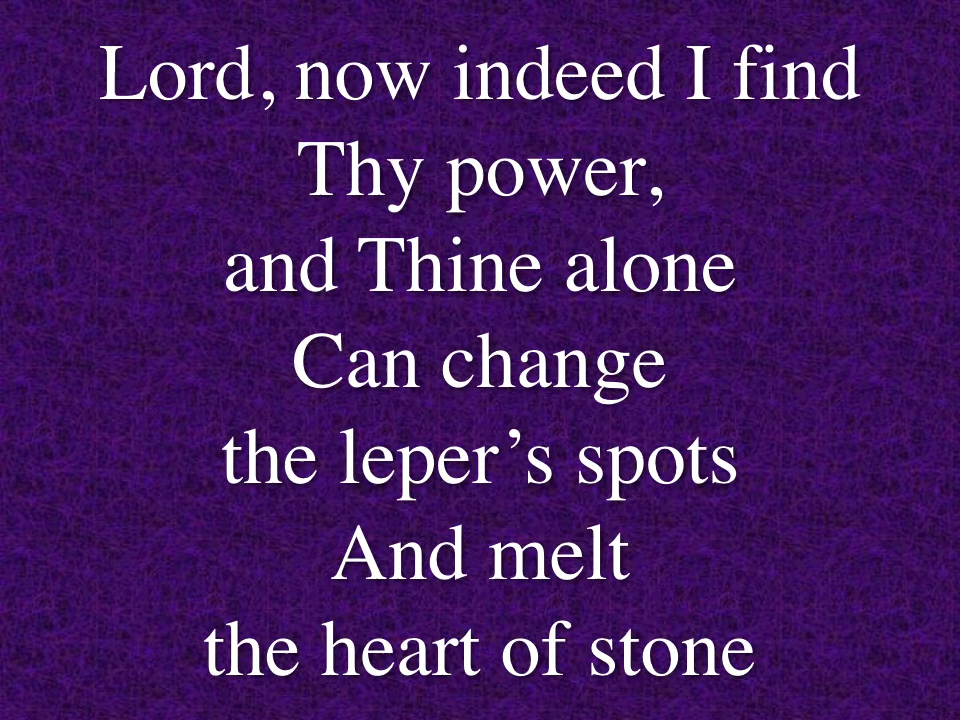 Lord, now indeed I find
Thy power,
and Thine alone
Can change
the leper’s spots
And melt
the heart of stone